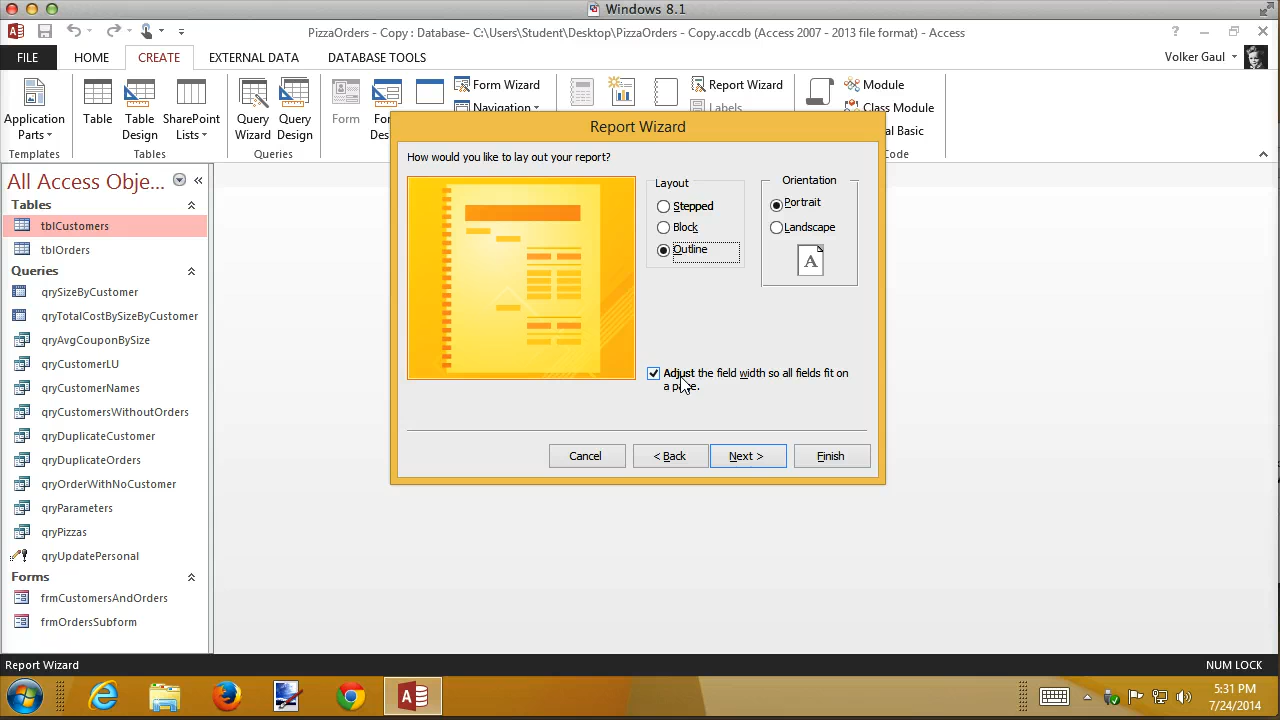 Windows 8.1
PizzaOrders - Copy : Database- C:\Users\Student\Desktop\PizzaOrders - Copy.accdb (Access 2007 - 2013 file format) - Access
?
FILE HOME CREATE EXTERNAL DATA DATABASE TOOLS
Volker Gaul
Application Parts
Table
Table Design
SharePoint Lists
Query Wizard
Query Design
Form
Form Wizard
Navigation
Report Wizard
Labels
Module
Class Module
al Basic
Templates
Tables
Queries
Code
All Access Obje...
Tables
tblCustomers
tblOrders
Queries
qrySizeByCustomer
qryTotalCostBySizeByCustomer
qryAvgCouponBySize
qryCustomerLU
qryCustomerNames
qryCustomersWithoutOrders
qryDuplicateCustomer
qryDuplicateOrders
qryOrderWithNoCustomer
qryParameters
qryPizzas
qryUpdatePersonal
Forms
frmCustomersAndOrders
frmOrdersSubform
Report Wizard
How would you like to lay out your report?
Layout
Stepped
Block
Outline
Orientation
Portrait
Landscape
A
Adjust the field width so all fields fit on
a page.
Cancel
< Back
Next >
Finish
Report Wizard
NUM LOCK
5:31 PM
7/24/2014